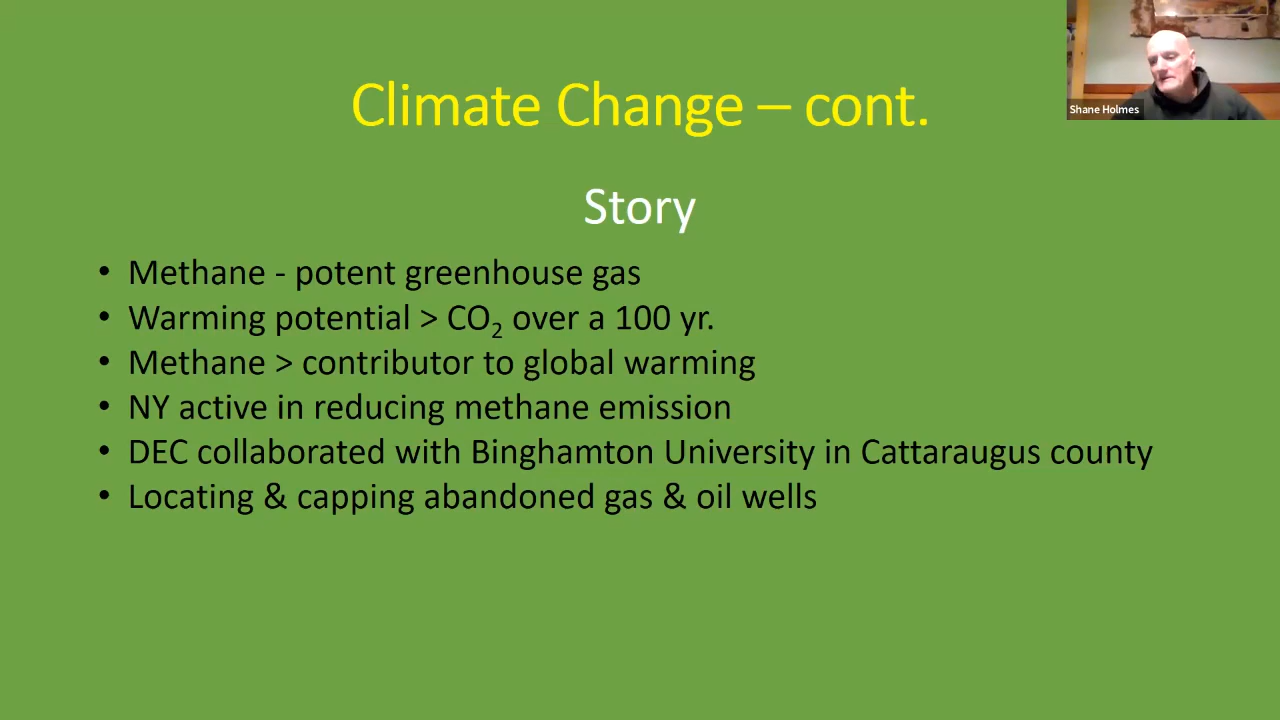 Climate Change – cont.
Shane Holmes
Story
• Methane - potent greenhouse gas
• Warming potential > CO₂ over a 100 yr.
• Methane > contributor to global warming
• NY active in reducing methane emission
• DEC collaborated with Binghamton University in Cattaraugus county
• Locating & capping abandoned gas & oil wells